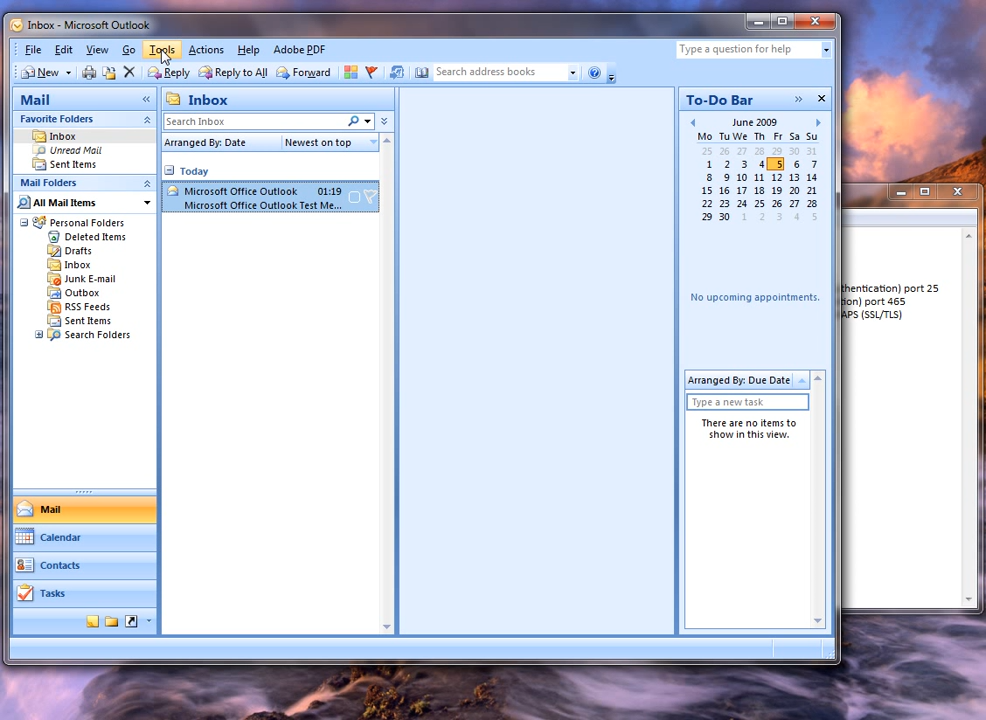 Inbox - Microsoft Outlook
File Edit View Go Tools Actions Help Adobe PDF
Type a question for help
New Reply Reply to All Forward Search address books
Mail «
Favorite Folders
Inbox
Unread Mail
Sent Items
Mail Folders
All Mail Items
Personal Folders
Deleted Items
Drafts
Inbox
Junk E-mail
Outbox
RSS Feeds
Sent Items
Search Folders
Mail
Calendar
Contacts
Tasks
Inbox
Search Inbox
Arranged By: Date Newest on top
Today
Microsoft Office Outlook 01:19
Microsoft Office Outlook Test Me...
To-Do Bar »
June 2009
Mo Tu We Th Fr Sa Su
25 26 27 28 29 30 31
1 2 3 4 5 6 7
8 9 10 11 12 13 14
15 16 17 18 19 20 21
22 23 24 25 26 27 28
29 30 1 2 3 4 5
No upcoming appointments.
Arranged By: Due Date
Type a new task
There are no items to
show in this view.
thentication) port 25
tion) port 465
APS (SSL/TLS)